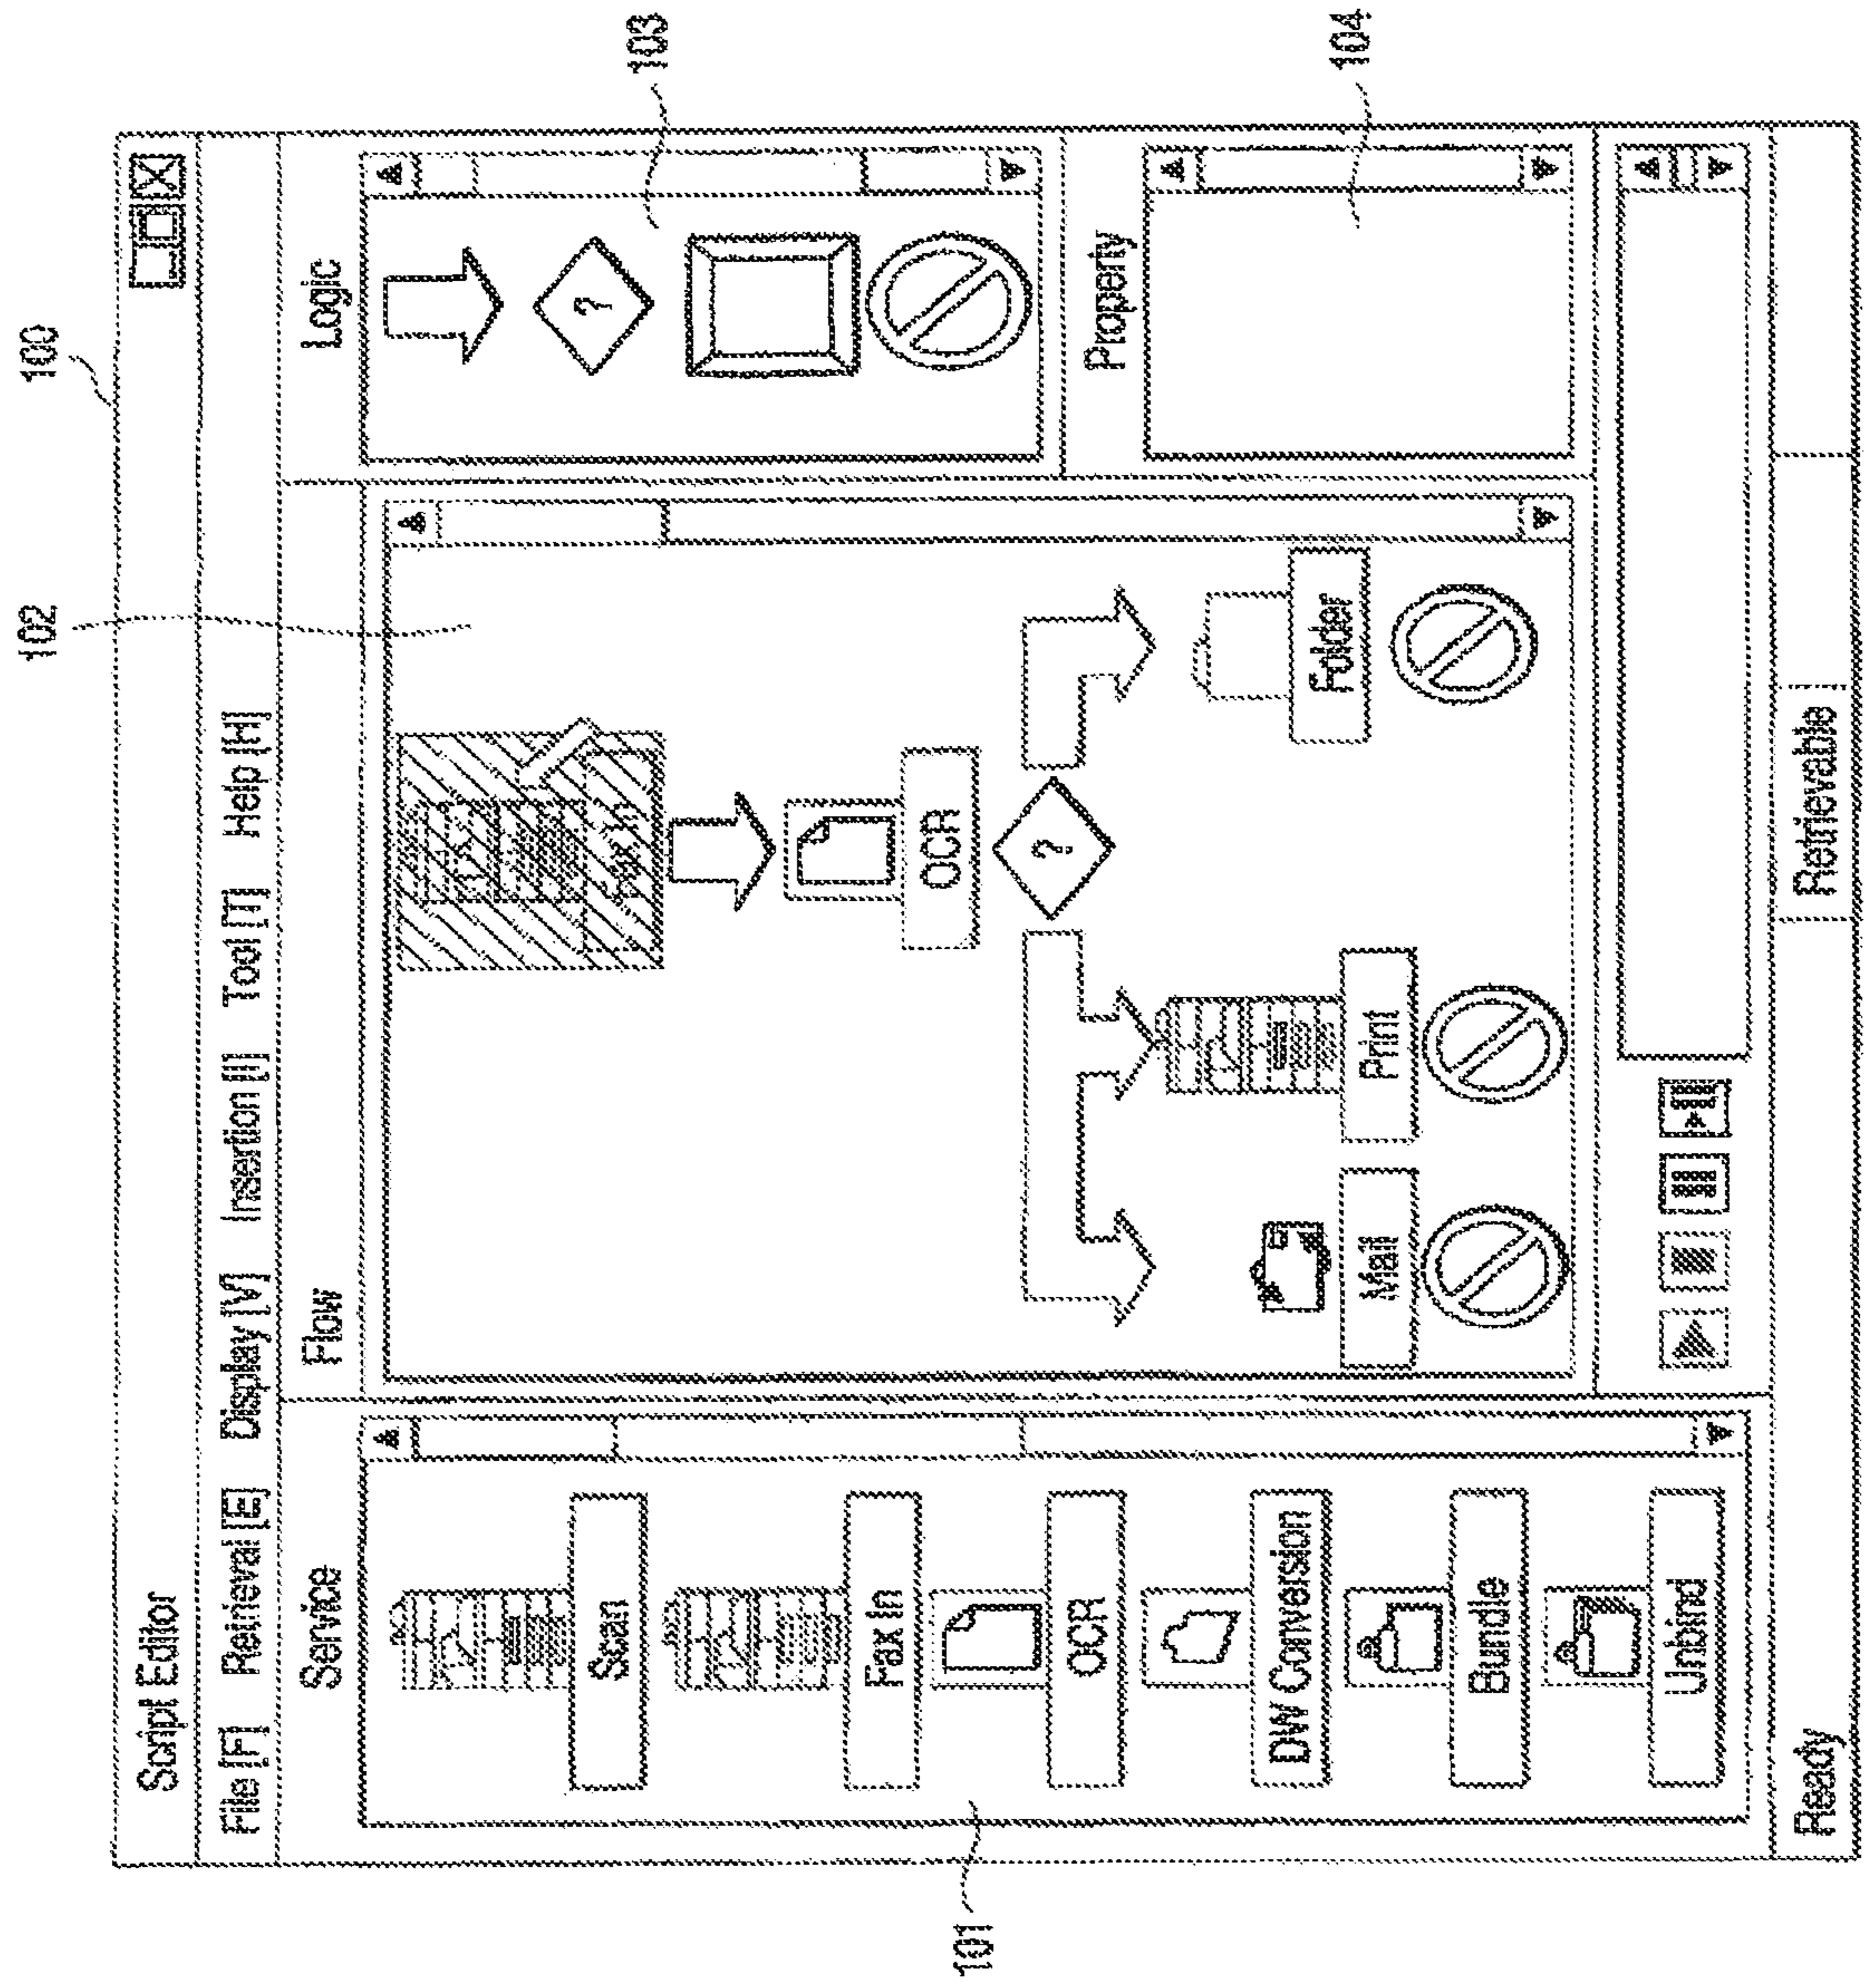 100
102
103
104
101
Script Editor
File [F] Reirieval [E] Display [V] Insertion [I] Tool [T] Help [H]
Service
Scan
Fax In
OCR
DW Conversion
Bundle
Unbind
Flow
OCR
?
Mail
Print
Folder
Logic
?
Property
Ready
Retrievable